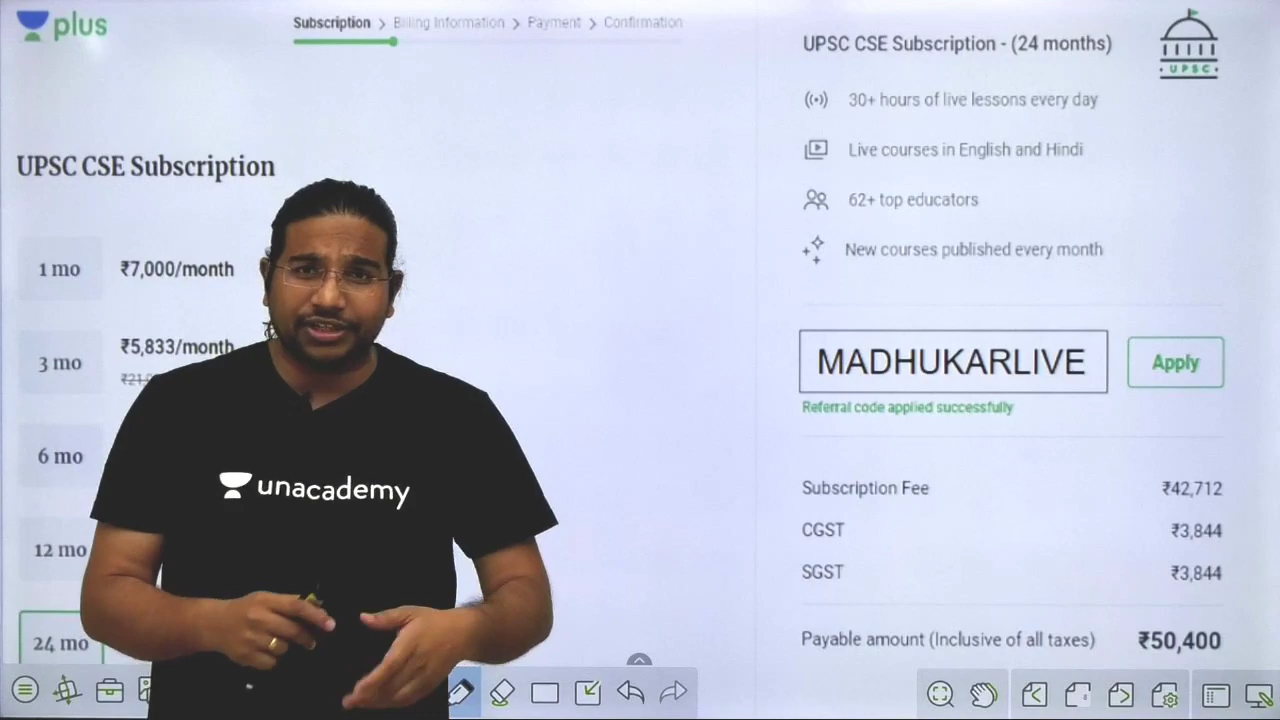 plus
Subscription > Billing Information > Payment > Confirmation
UPSC CSE Subscription
1 mo ₹7,000/month
3 mo ₹5,833/month
6 mo
12 mo
24 mo
unacademy
UPSC CSE Subscription - (24 months)
UPSC
30+ hours of live lessons every day
Live courses in English and Hindi
62+ top educators
New courses published every month
MADHUKARLIVE Apply
Referral code applied successfully
Subscription Fee ₹42,712
CGST ₹3,844
SGST ₹3,844
Payable amount (Inclusive of all taxes) ₹50,400